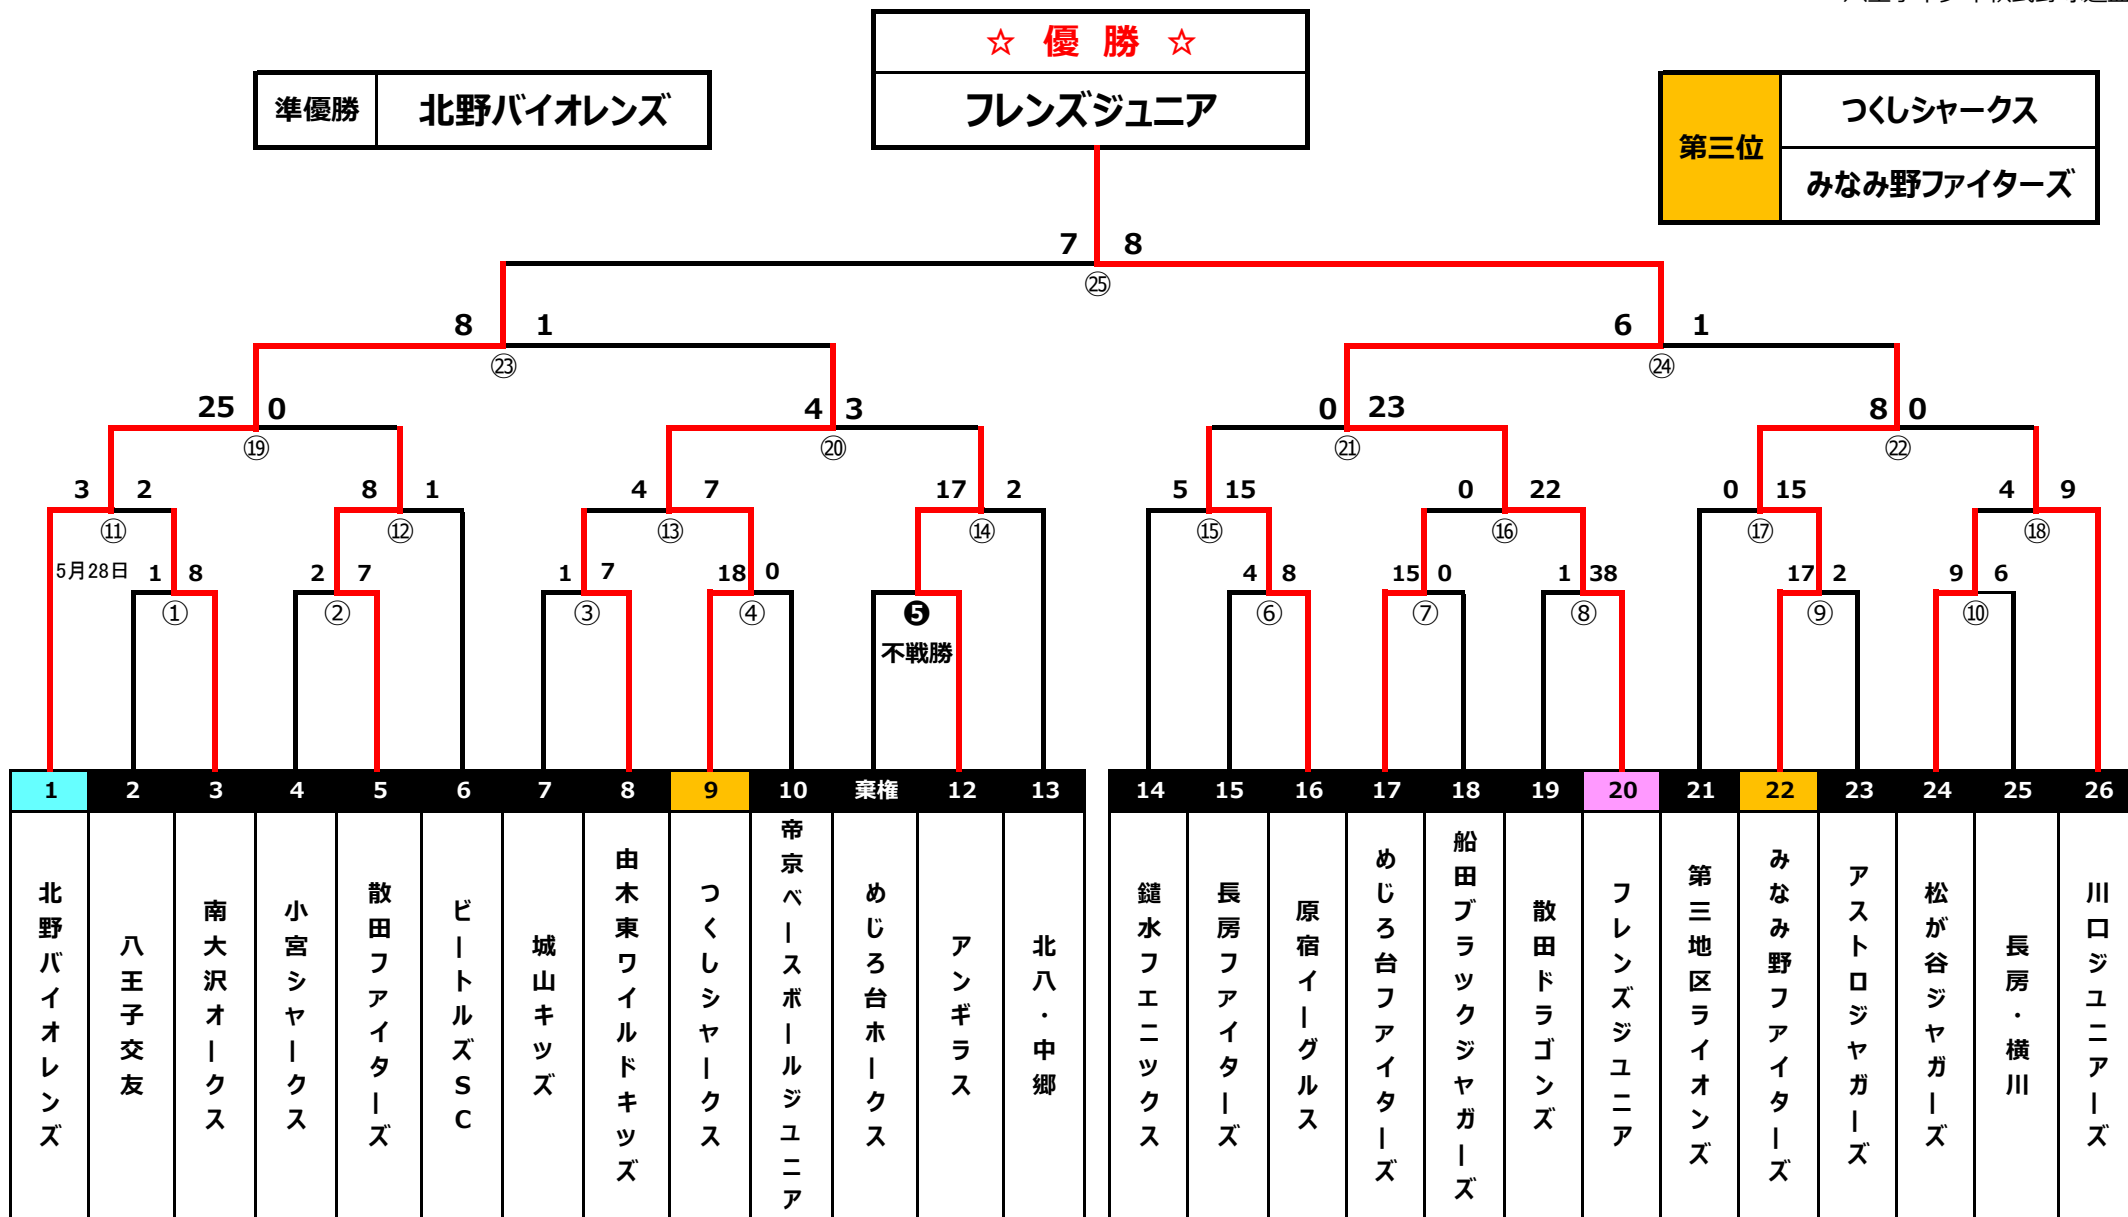 ☆ 優 勝 ☆
フレンズジュニア
準優勝 北野バイオレンズ
第三位
つくしシャークス
みなみ野ファイターズ
7 8
㉕
8 1
㉓
6 1
㉔
25 0
⑲
4 3
⑳
0 23
㉑
8 0
㉒
3 2
⑪
8 1
⑫
4 7
⑬
17 2
⑭
5 15
⑮
0 22
⑯
0 15
⑰
4 9
⑱
5月28日
1 8
①
2 7
②
1 7
③
18 0
④
❺
不戦勝
4 8
⑥
15 0
⑦
1 38
⑧
17 2
⑨
9 6
⑩
1 2 3 4 5 6 7 8 9 10 棄権 12 13 14 15 16 17 18 19 20 21 22 23 24 25 26
北野バイオレンズ
八王子交友
南大沢オークス
小宮シャークス
散田ファイターズ
ビートルズSC
城山キッズ
由木東ワイルドキッズ
つくしシャークス
帝京ベースボールジュニア
めじろ台ホークス
アンギラス
北八・中郷
鑓水フエニックス
長房ファイターズ
原宿イーグルス
めじろ台ファイターズ
船田ブラックジャガーズ
散田ドラゴンズ
フレンズジュニア
第三地区ライオンズ
みなみ野ファイターズ
アストロジャガーズ
松が谷ジャガーズ
長房・横川
川口ジュニアーズ